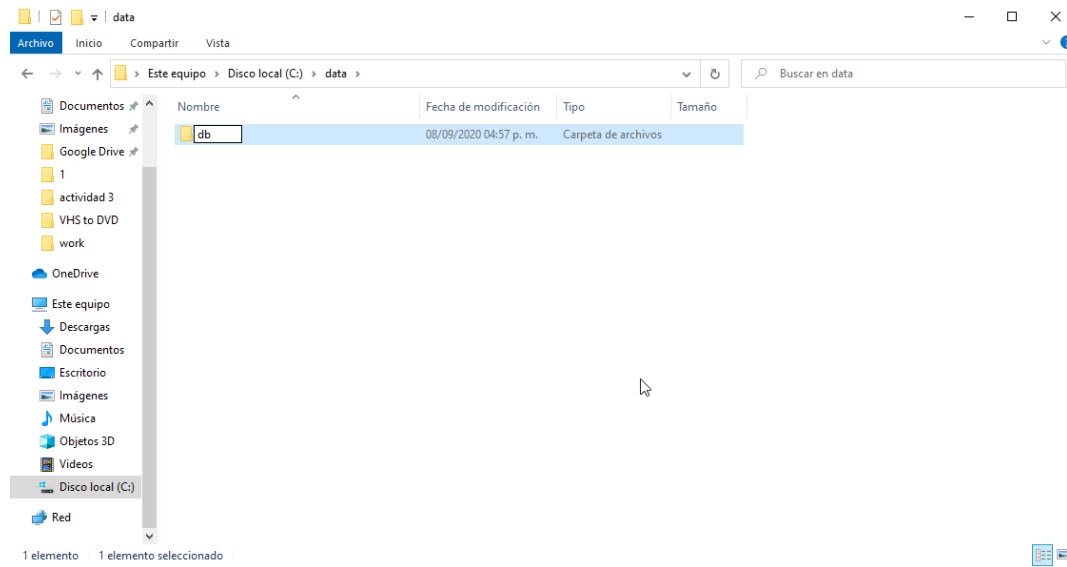 data
Archivo Inicio Compartir Vista
Este equipo › Disco local (C:) › data ›
Buscar en data
Nombre Fecha de modificación Tipo Tamaño
db 08/09/2020 04:57 p. m. Carpeta de archivos
Documentos
Imágenes
Google Drive
1
actividad 3
VHS to DVD
work
OneDrive
Este equipo
Descargas
Documentos
Escritorio
Imágenes
Música
Objetos 3D
Videos
Disco local (C:)
Red
1 elemento 1 elemento seleccionado